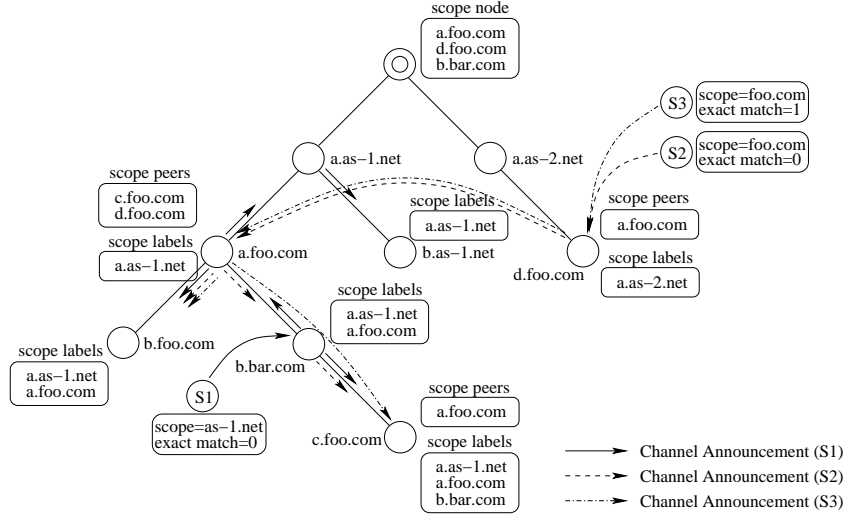 scope node
a.foo.com
d.foo.com
b.bar.com
S3
scope=foo.com
exact match=1
S2
scope=foo.com
exact match=0
a.as−1.net
a.as−2.net
scope peers
c.foo.com
d.foo.com
scope labels
a.as−1.net
a.foo.com
scope labels
a.as−1.net
b.as−1.net
scope peers
a.foo.com
d.foo.com
scope labels
a.as−2.net
scope labels
a.as−1.net
a.foo.com
b.foo.com
scope labels
a.as−1.net
a.foo.com
b.bar.com
S1
scope=as−1.net
exact match=0
scope peers
a.foo.com
c.foo.com
scope labels
a.as−1.net
a.foo.com
b.bar.com
Channel Announcement (S1)
Channel Announcement (S2)
Channel Announcement (S3)